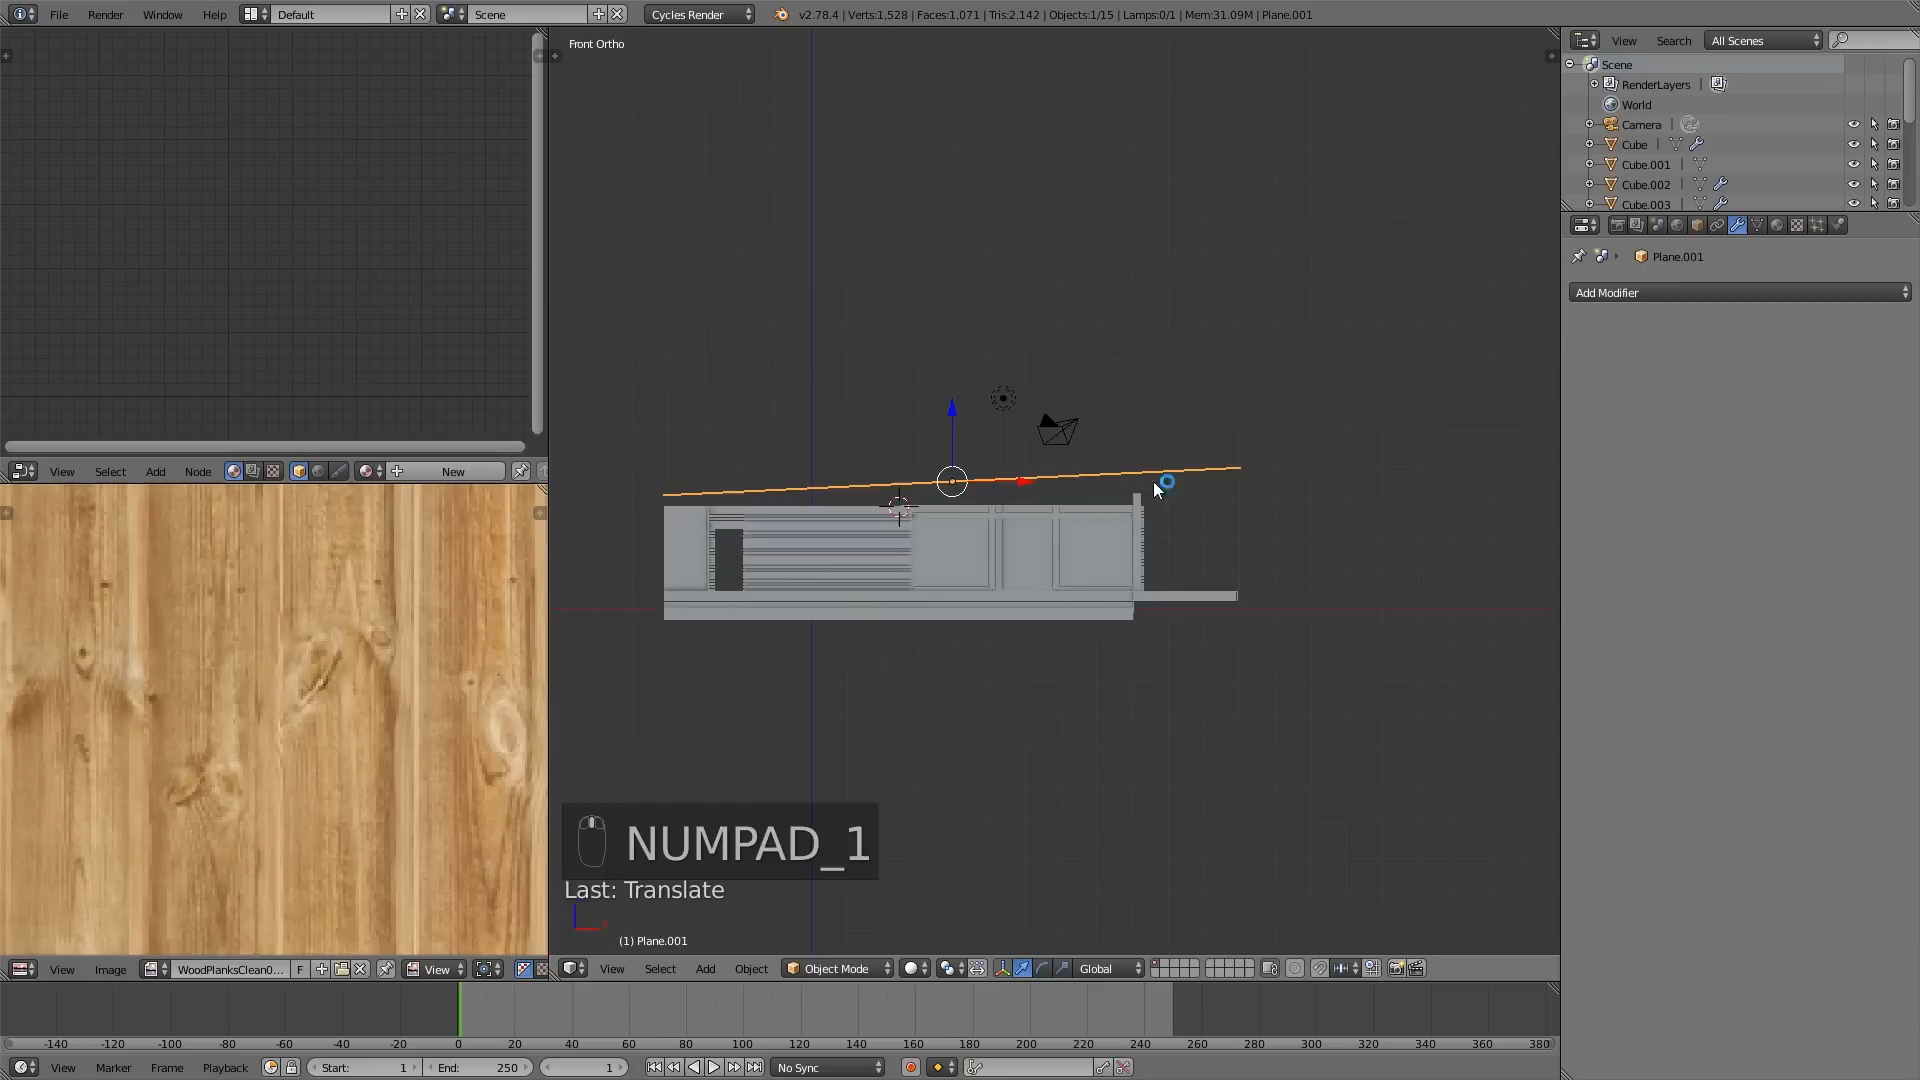 File Render Window Help Default Scene Cycles Render v2.78.4 | Verts:1,528 | Faces:1,071 | Tris:2,142 | Objects:1/15 | Lamps:0/1 | Mem:31.09M | Plane.001
Front Ortho
View Search All Scenes
Scene
RenderLayers
World
Camera
Cube
Cube.001
Cube.002
Cube.003
Plane.001
Add Modifier
View Select Add Node New
NUMPAD_1
Last: Translate
(1) Plane.001
View Image WoodPlanksClean0... F View
View Select Add Object Object Mode Global
-140 -120 -100 -80 -60 -40 -20 0 20 40 60 80 100 120 140 160 180 200 220 240 260 280 300 320 340 360 380
View Marker Frame Playback Start: 1 End: 250 1 No Sync